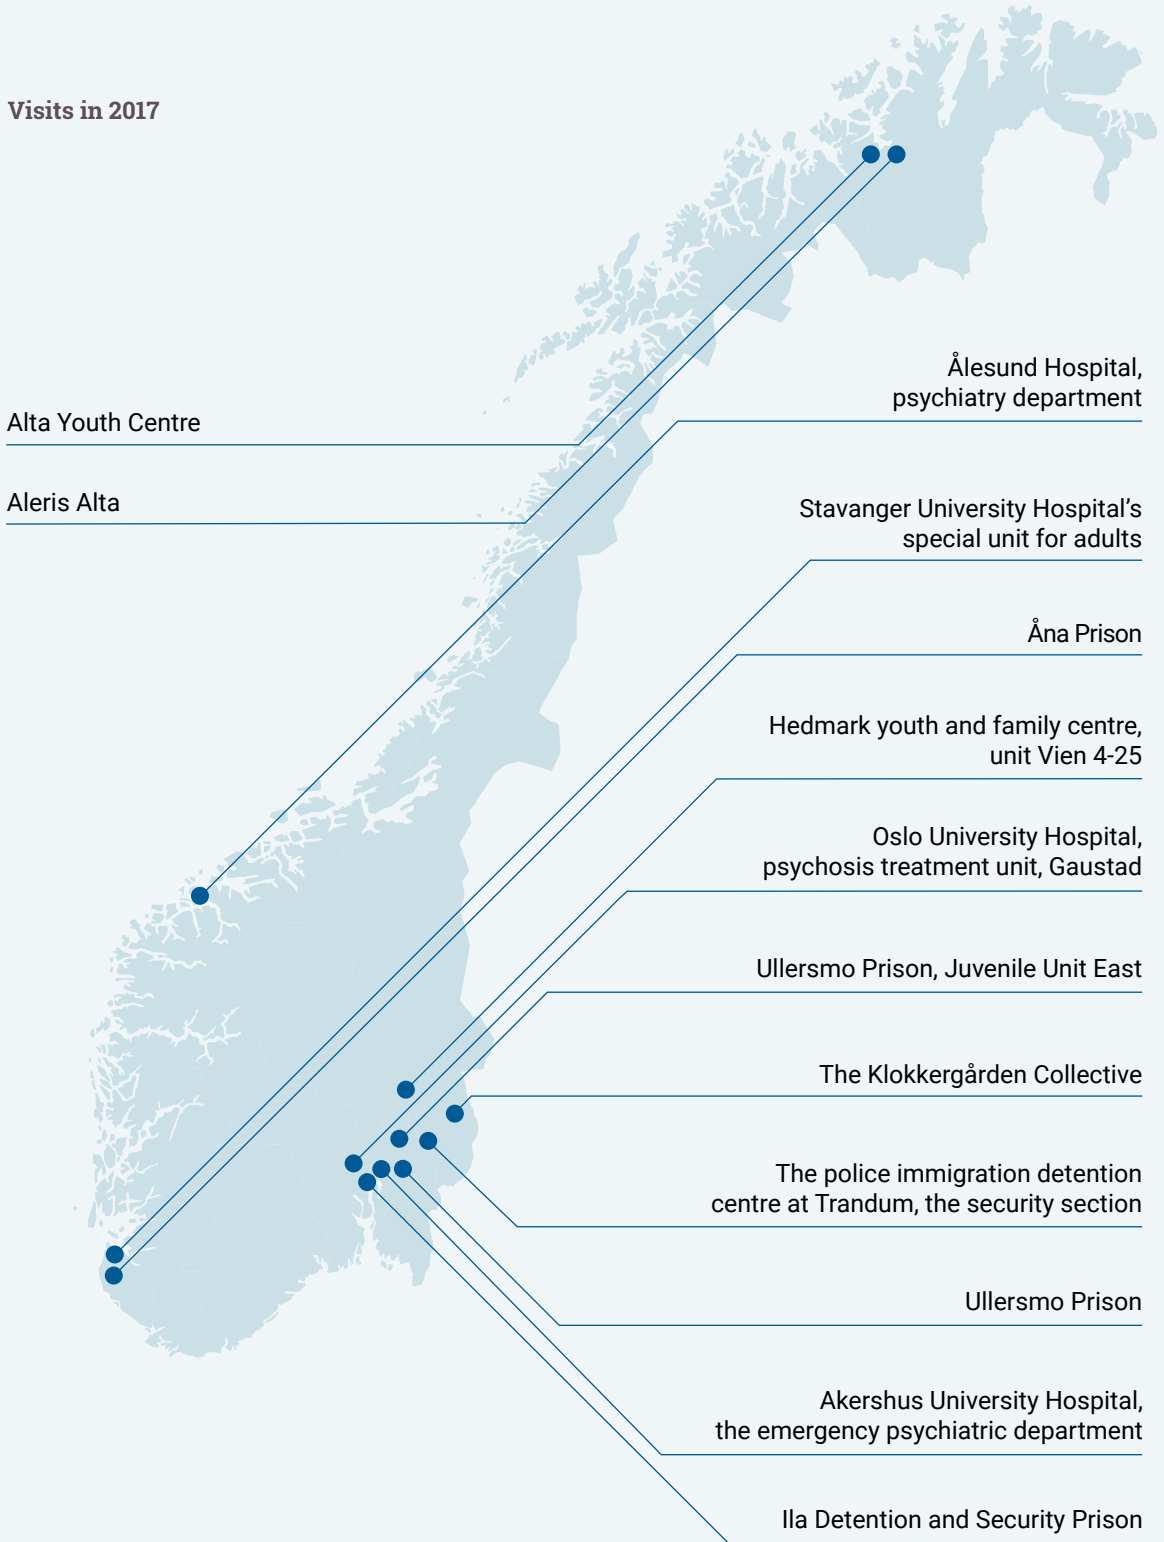 Visits in 2017
Ålesund Hospital,
psychiatry department
Alta Youth Centre
Aleris Alta
Stavanger University Hospital’s
special unit for adults
Åna Prison
Hedmark youth and family centre,
unit Vien 4-25
Oslo University Hospital,
psychosis treatment unit, Gaustad
Ullersmo Prison, Juvenile Unit East
The Klokkergården Collective
The police immigration detention
centre at Trandum, the security section
Ullersmo Prison
Akershus University Hospital,
the emergency psychiatric department
Ila Detention and Security Prison